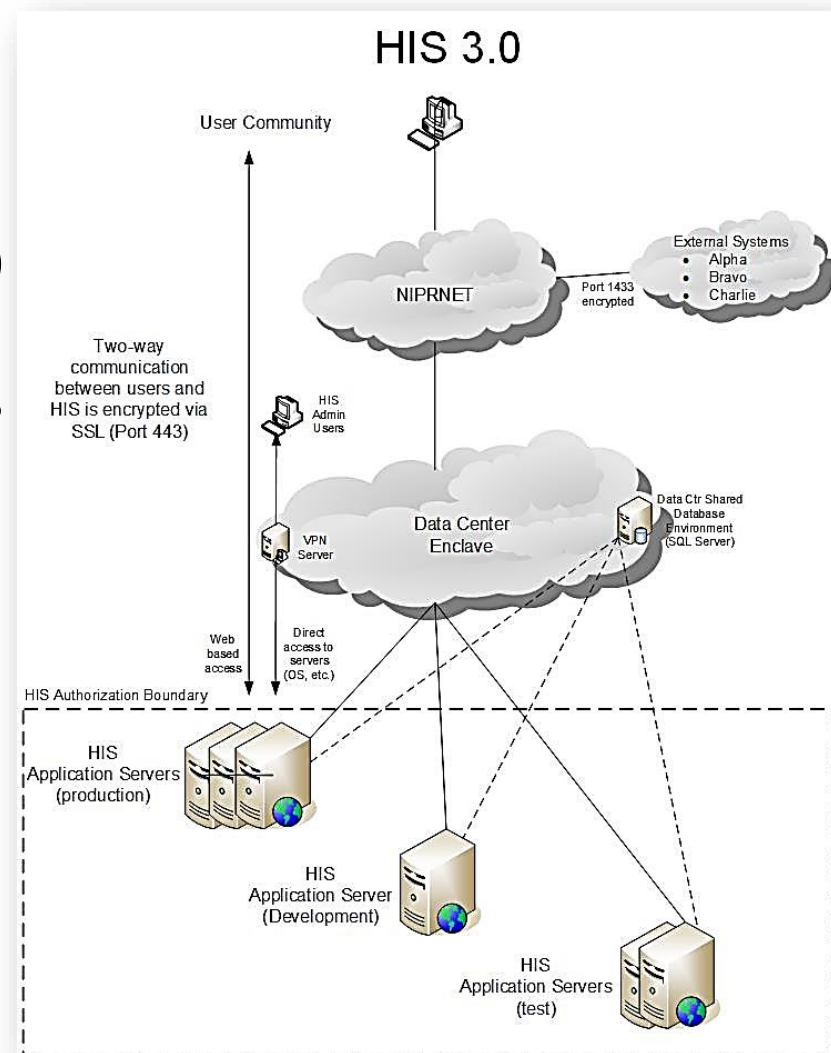 HIS 3.0
User Community
NIPRNET
External Systems
• Alpha
• Bravo
• Charlie
Port 1433
encrypted
Two-way
communication
between users and
HIS is encrypted via
SSL (Port 443)
HIS
Admin
Users
Data Center
Enclave
VPN
Server
Data Ctr Shared
Database
Environment
(SQL Server)
Web
based
access
Direct
access to
servers
(OS, etc.)
HIS Authorization Boundary
HIS
Application Servers
(production)
HIS
Application Server
(Development)
HIS
Application Servers
(test)